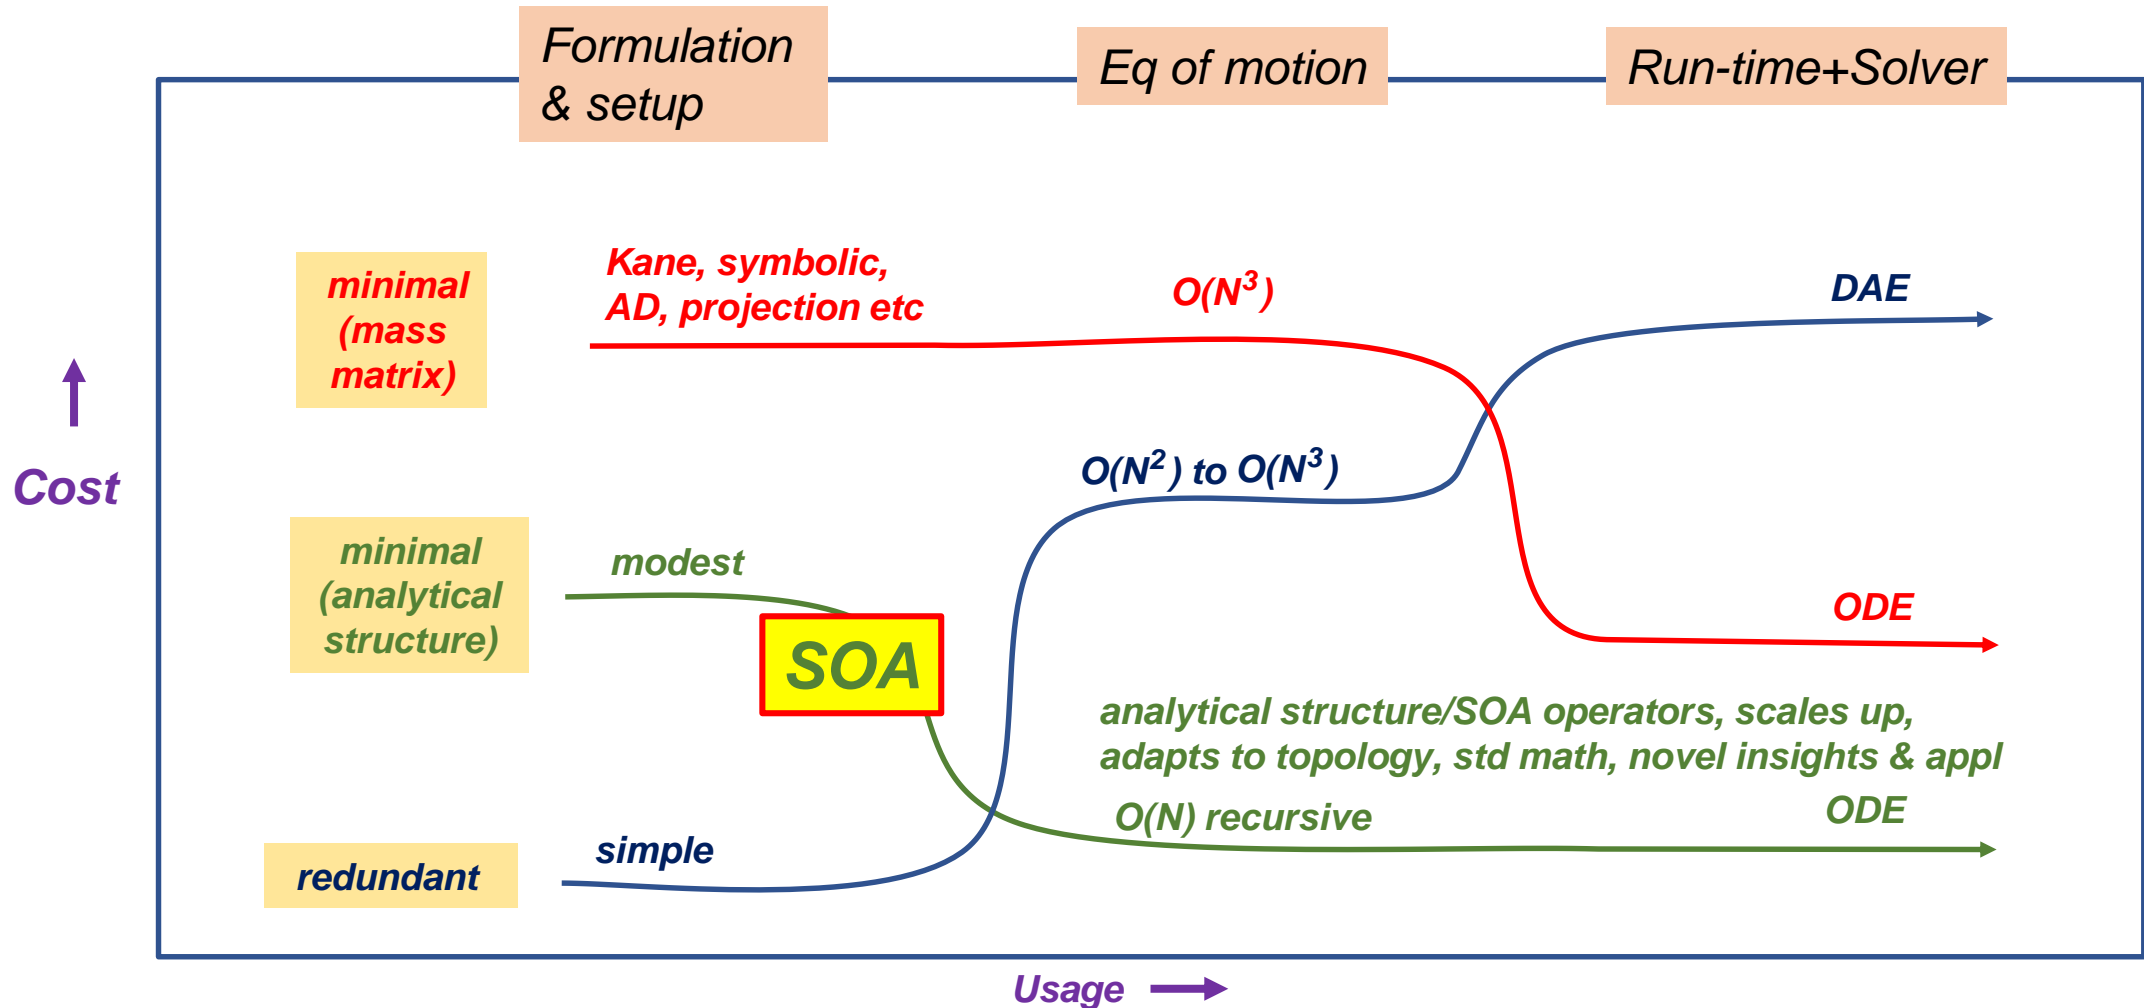 Formulation
& setup
Eq of motion
Run-time+Solver
minimal
(mass
matrix)
Kane, symbolic,
AD, projection etc
O(N³)
DAE
Cost
O(N²) to O(N³)
minimal
(analytical
structure)
modest
SOA
ODE
analytical structure/SOA operators, scales up,
adapts to topology, std math, novel insights & appl
O(N) recursive
ODE
redundant
simple
Usage